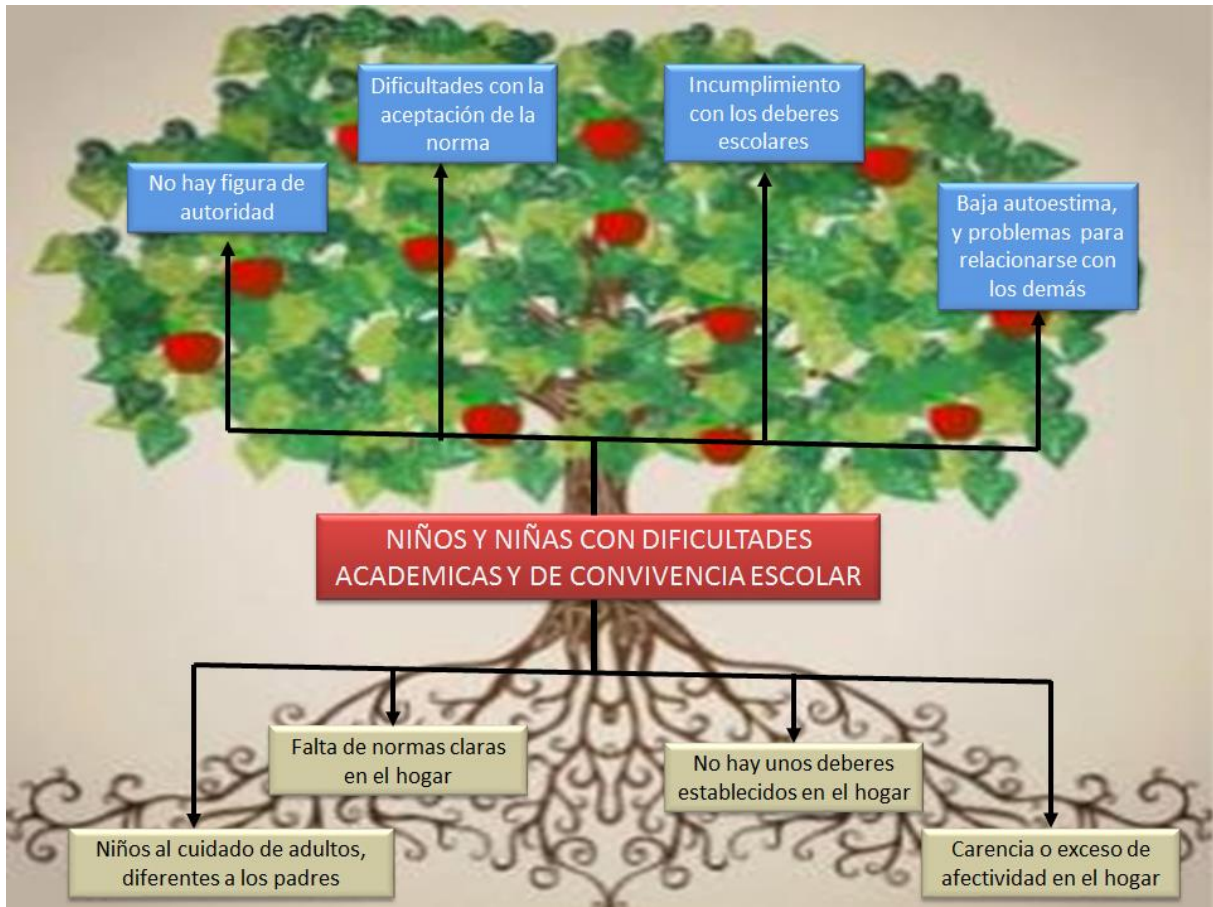 Dificultades con la
aceptación de la
norma
Incumplimiento
con los deberes
escolares
No hay figura de
autoridad
Baja autoestima,
y problemas para
relacionarse con
los demás
NIÑOS Y NIÑAS CON DIFICULTADES
ACADEMICAS Y DE CONVIVENCIA ESCOLAR
Falta de normas claras
en el hogar
No hay unos deberes
establecidos en el hogar
Niños al cuidado de adultos,
diferentes a los padres
Carencia o exceso de
afectividad en el hogar